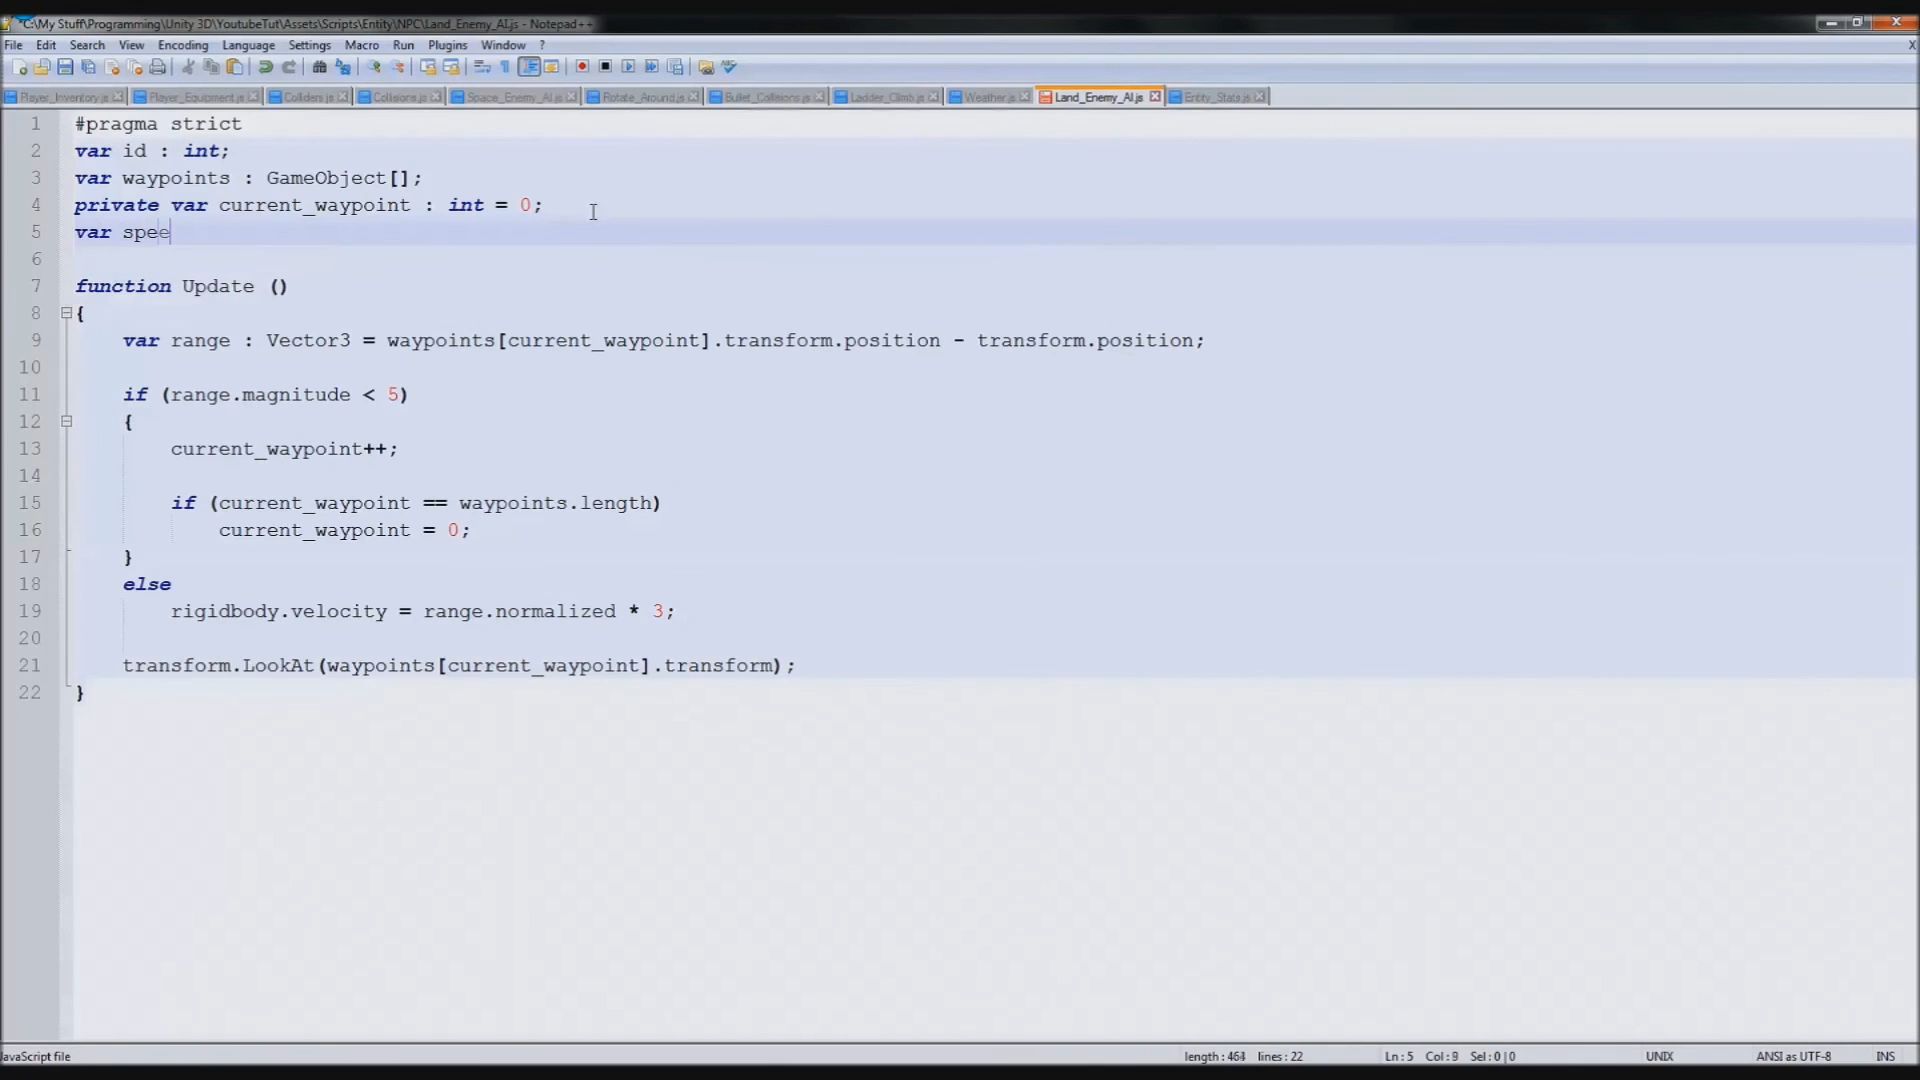 *C:\My Stuff\Programming\Unity 3D\YoutubeTut\Assets\Scripts\Entity\NPC\Land_Enemy_AI.js - Notepad++
File Edit Search View Encoding Language Settings Macro Run Plugins Window ? X
Player_Inventory.js Player_Equipment.js Colliders.js Collisions.js Space_Enemy_AI.js Rotate_Around.js Bullet_Collisions.js Ladder_Climb.js Weather.js Land_Enemy_AI.js Entity_Stats.js
1 #pragma strict
2 var id : int;
3 var waypoints : GameObject[];
4 private var current_waypoint : int = 0;
5 var spee
6
7 function Update ()
8 {
9 var range : Vector3 = waypoints[current_waypoint].transform.position - transform.position;
10
11 if (range.magnitude < 5)
12 {
13 current_waypoint++;
14
15 if (current_waypoint == waypoints.length)
16 current_waypoint = 0;
17 }
18 else
19 rigidbody.velocity = range.normalized * 3;
20
21 transform.LookAt(waypoints[current_waypoint].transform);
22 }
JavaScript file length : 464 lines : 22 Ln : 5 Col : 9 Sel : 0 | 0 UNIX ANSI as UTF-8 INS